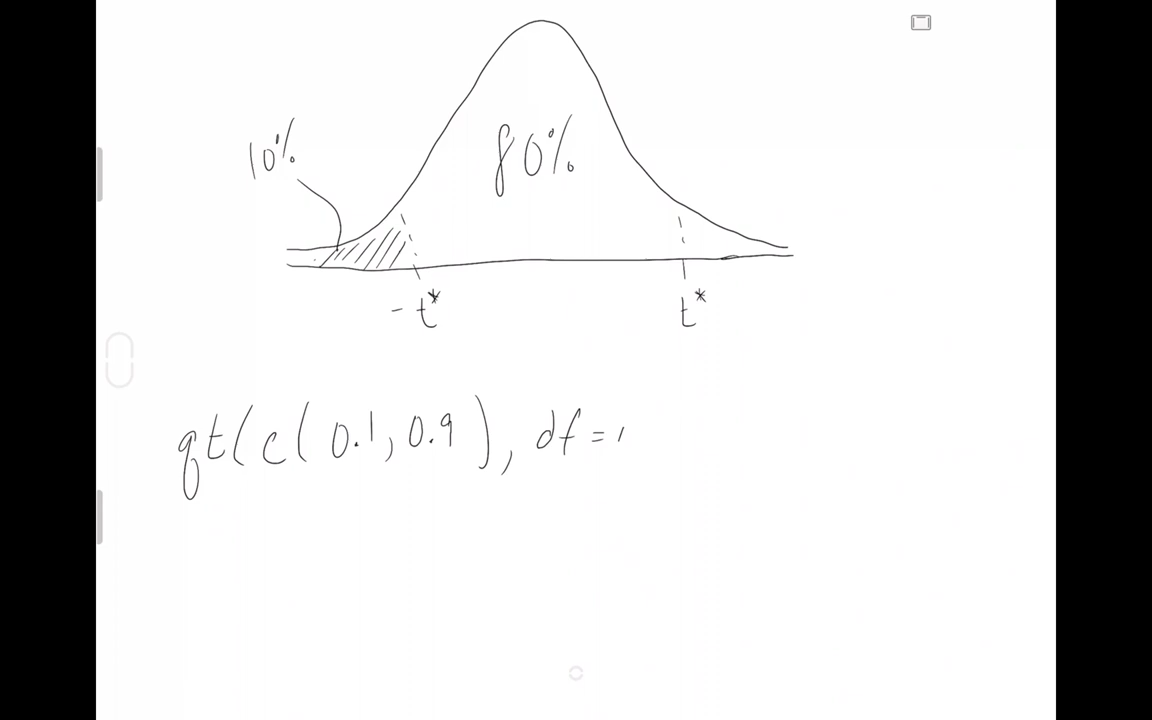 10%
80%
- t*
t*
qt(c(0.1, 0.9), df =